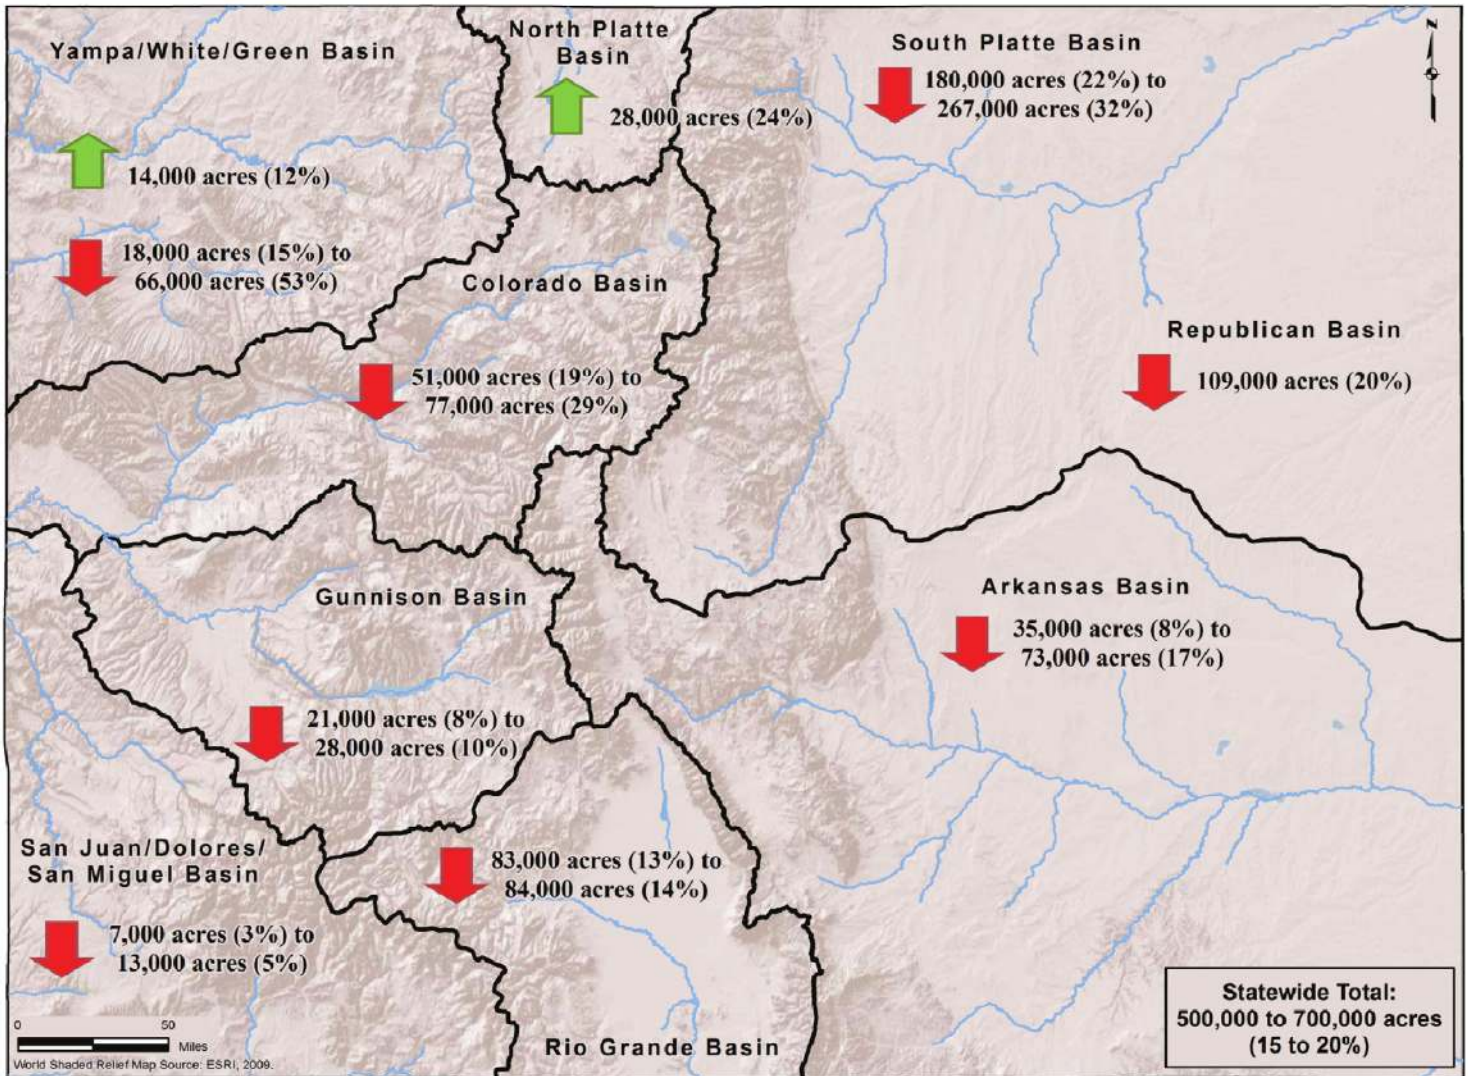 Yampa/White/Green Basin
14,000 acres (12%)
18,000 acres (15%) to
66,000 acres (53%)
North Platte
Basin
28,000 acres (24%)
South Platte Basin
180,000 acres (22%) to
267,000 acres (32%)
N
Colorado Basin
51,000 acres (19%) to
77,000 acres (29%)
Republican Basin
109,000 acres (20%)
Gunnison Basin
21,000 acres (8%) to
28,000 acres (10%)
Arkansas Basin
35,000 acres (8%) to
73,000 acres (17%)
San Juan/Dolores/
San Miguel Basin
7,000 acres (3%) to
13,000 acres (5%)
83,000 acres (13%) to
84,000 acres (14%)
Rio Grande Basin
Statewide Total:
500,000 to 700,000 acres
(15 to 20%)
0 50
Miles
World Shaded Relief Map Source: ESRI, 2009.